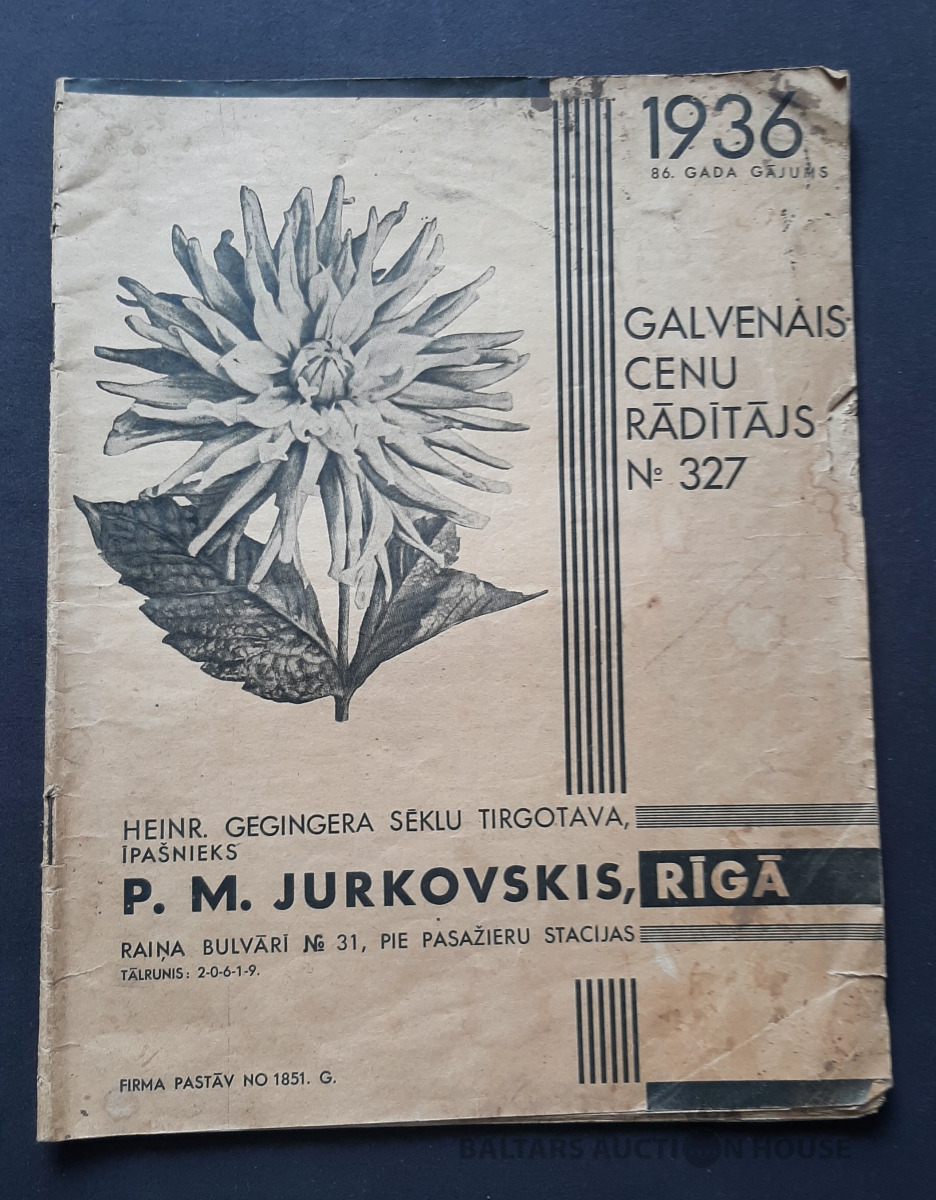 1936
86. GADA GĀJUMS
GALVENAIS
CENU
RĀDĪTĀJS
№ 327
HEINR. GEGINGERA SĒKLU TIRGOTAVA,
ĪPAŠNIEKS
P. M. JURKOVSKIS, RĪGĀ
RAIŅA BULVĀRĪ № 31, PIE PASAŽIERU STACIJAS
TĀLRUNIS: 2-0-6-1-9.
FIRMA PASTĀV NO 1851. G.
BALTARS AUCTION HOUSE